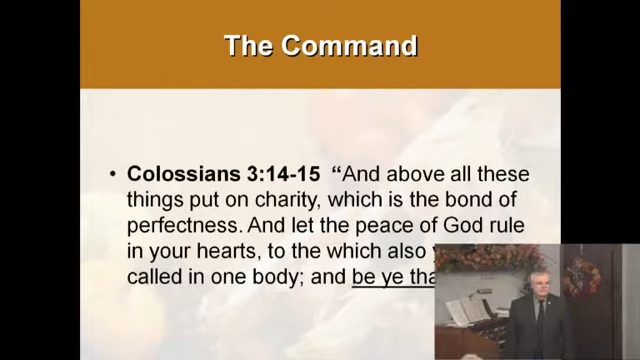 The Command
• Colossians 3:14-15 “And above all these
things put on charity, which is the bond of
perfectness. And let the peace of God rule
in your hearts, to the which also
called in one body; and be ye